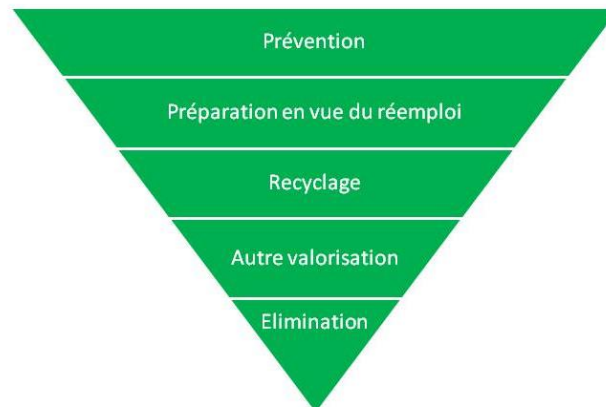 Prévention
Préparation en vue du réemploi
Recyclage
Autre valorisation
Elimination